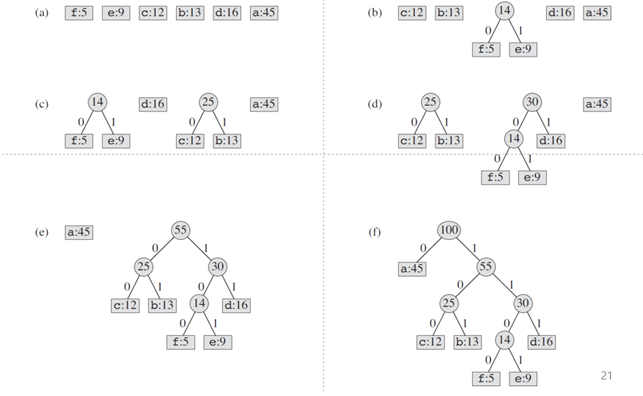 (a) f:5 e:9 c:12 b:13 d:16 a:45
(b) c:12 b:13 14 d:16 a:45
0 1
f:5 e:9
(c) 14 d:16 25 a:45
0 1 0 1
f:5 e:9 c:12 b:13
(d) 25 30 a:45
0 1 0 1
c:12 b:13 14 d:16
0 1
f:5 e:9
(e) a:45 55
0 1
25 30
0 1 0 1
c:12 b:13 14 d:16
0 1
f:5 e:9
(f) 100
0 1
a:45 55
0 1
25 30
0 1 0 1
c:12 b:13 14 d:16
0 1
f:5 e:9
21